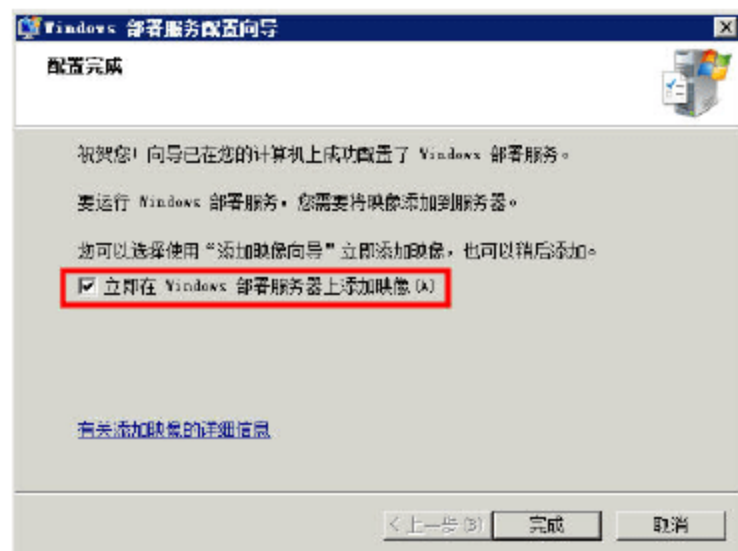 Windows 部署服务配置向导
配置完成
祝贺您! 向导已在您的计算机上成功配置了 Windows 部署服务。
要运行 Windows 部署服务，您需要将映像添加到服务器。
您可以选择使用“添加映像向导”立即添加映像，也可以稍后添加。
立即在 Windows 部署服务器上添加映像(A)
有关添加映像的详细信息
<上一步(B)
完成
取消